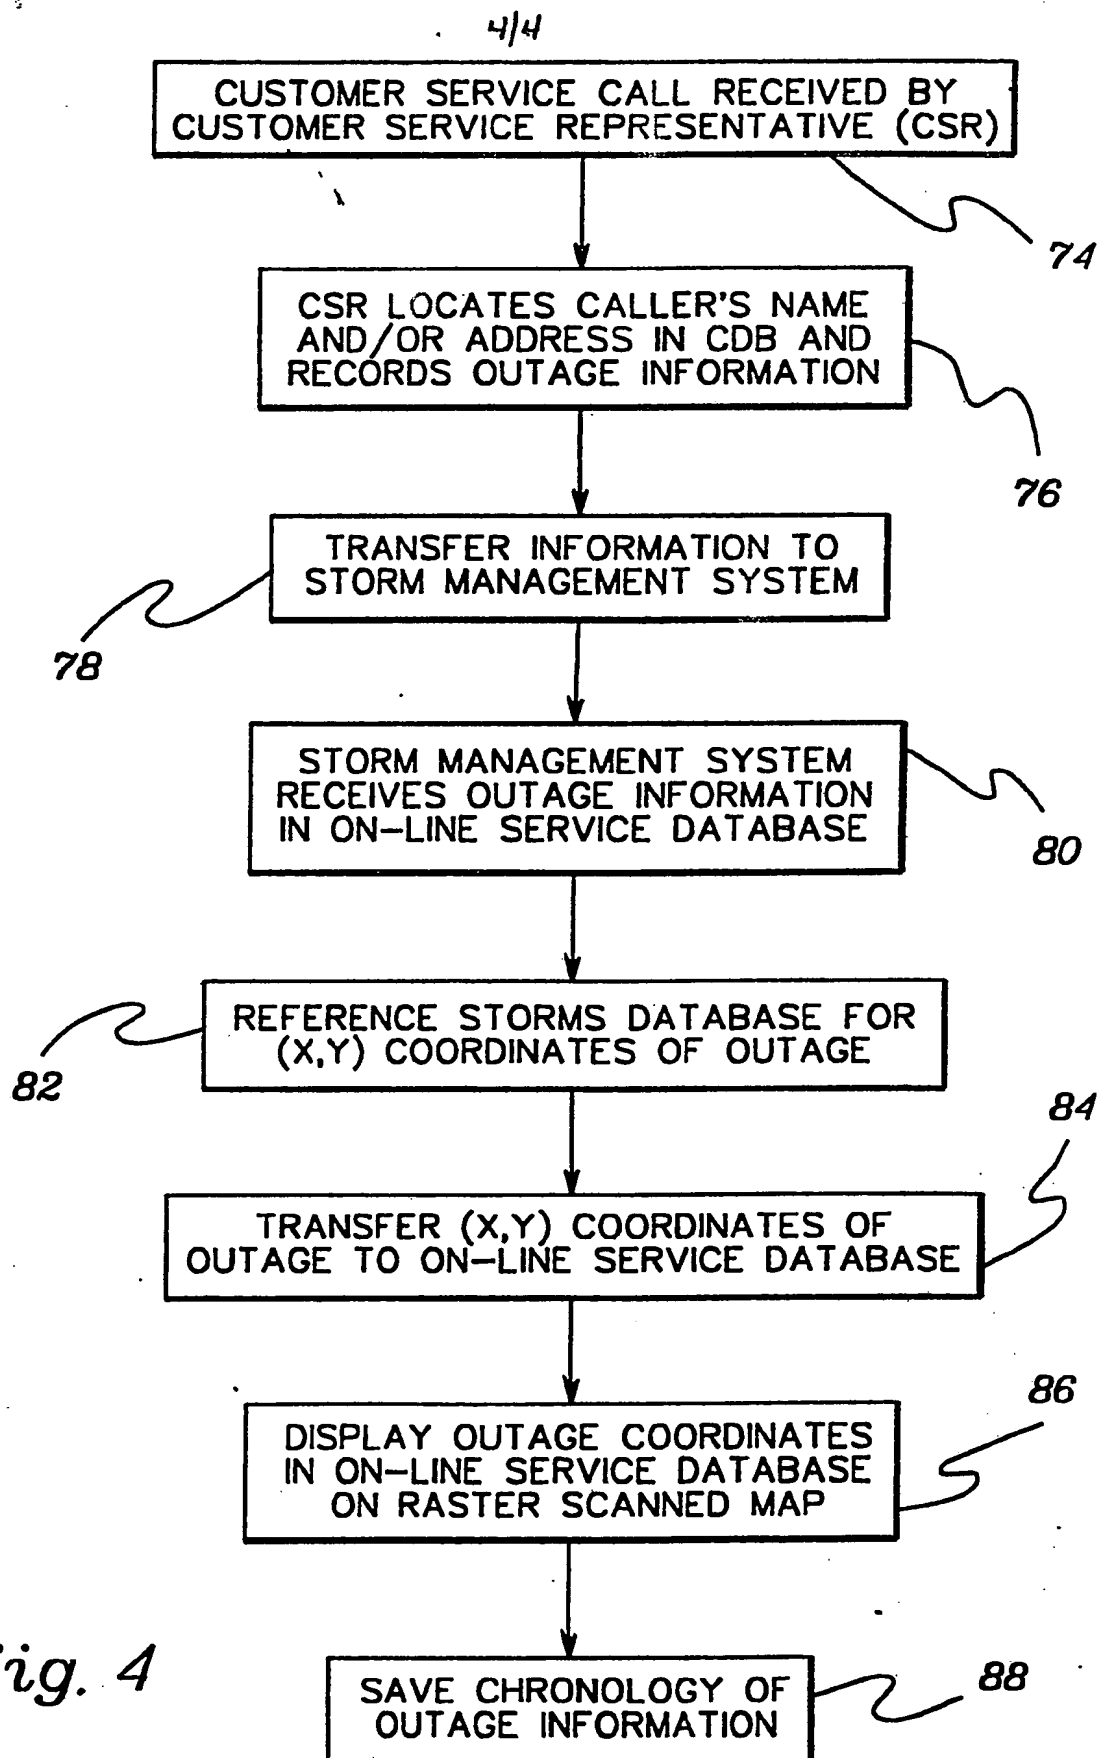 4/4
CUSTOMER SERVICE CALL RECEIVED BY
CUSTOMER SERVICE REPRESENTATIVE (CSR)
74
CSR LOCATES CALLER'S NAME
AND/OR ADDRESS IN CDB AND
RECORDS OUTAGE INFORMATION
76
TRANSFER INFORMATION TO
STORM MANAGEMENT SYSTEM
78
STORM MANAGEMENT SYSTEM
RECEIVES OUTAGE INFORMATION
IN ON-LINE SERVICE DATABASE
80
REFERENCE STORMS DATABASE FOR
(X,Y) COORDINATES OF OUTAGE
82
84
TRANSFER (X,Y) COORDINATES OF
OUTAGE TO ON-LINE SERVICE DATABASE
86
DISPLAY OUTAGE COORDINATES
IN ON-LINE SERVICE DATABASE
ON RASTER SCANNED MAP
88
SAVE CHRONOLOGY OF
OUTAGE INFORMATION
ig. 4